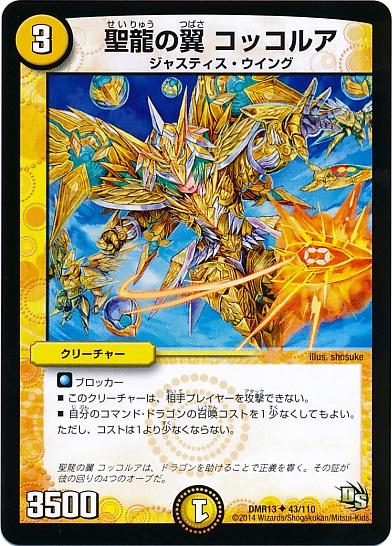 3
せいりゅう つばさ
聖龍の翼 コッコルア
ジャスティス・ウイング
illus. shosuke
クリーチャー
ブロッカー
■このクリーチャーは、相手プレイヤーを攻撃できない。
■自分のコマンド・ドラゴンの召喚コストを1少なくしてもよい。
ただし、コストは1より少なくならない。
聖龍の翼 コッコルアは、ドラゴンを助けることで正義を尊く。その証が
彼の回りの4つのオーブだ。
3500
1
DMR13 ◆ 43/110
©2014 Wizards/Shogakukan/Mitsui-Kids
DS